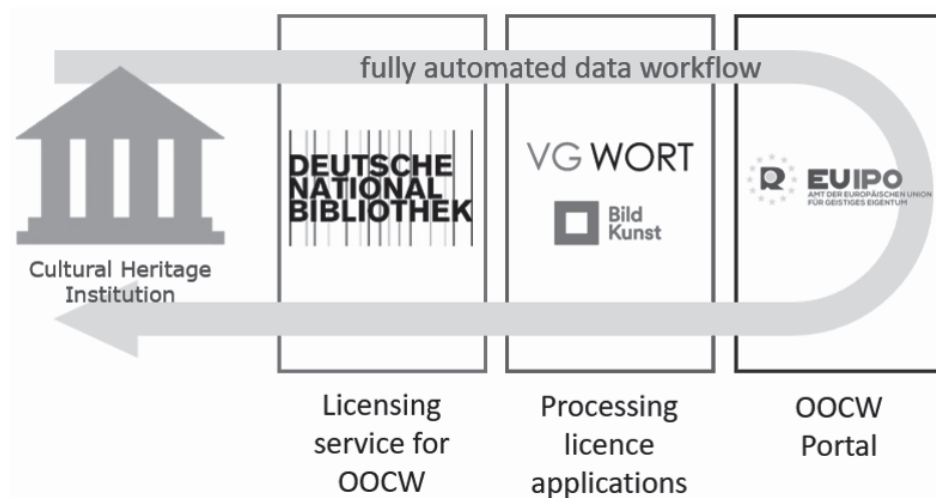 fully automated data workflow
Cultural Heritage
Institution
DEUTSCHE
NATIONAL
BIBLIOTHEK
VG WORT
Bild
Kunst
EUIPO
AMT DER EUROPÄISCHEN UNION
FÜR GEISTIGES EIGENTUM
Licensing
service for
OOCW
Processing
licence
applications
OOCW
Portal